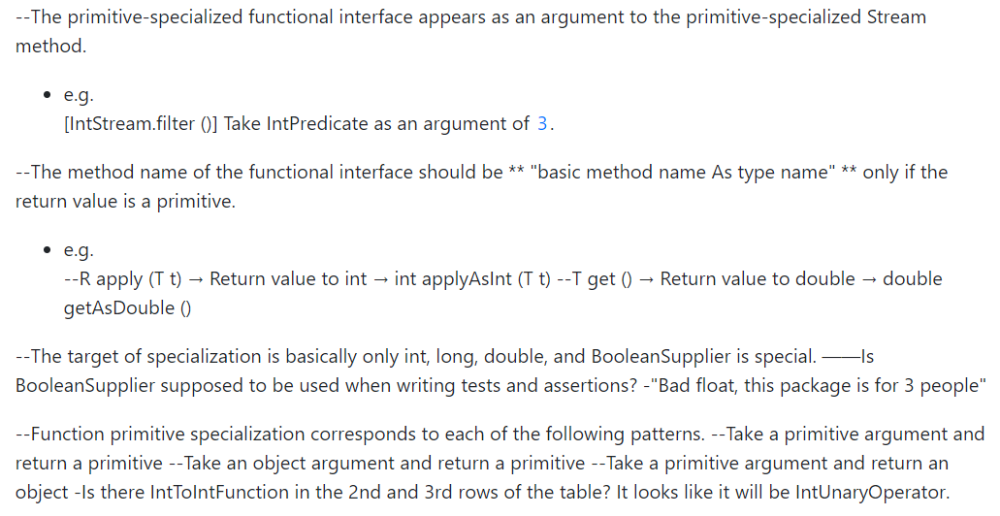 --The primitive-specialized functional interface appears as an argument to the primitive-specialized Stream
method.
• e.g.
[IntStream.filter ()] Take IntPredicate as an argument of 3.
--The method name of the functional interface should be ** "basic method name As type name" ** only if the
return value is a primitive.
• e.g.
--R apply (T t) → Return value to int → int applyAsInt (T t) --T get () → Return value to double → double
getAsDouble ()
--The target of specialization is basically only int, long, double, and BooleanSupplier is special. ——Is
BooleanSupplier supposed to be used when writing tests and assertions? -"Bad float, this package is for 3 people"
--Function primitive specialization corresponds to each of the following patterns. --Take a primitive argument and
return a primitive --Take an object argument and return a primitive --Take a primitive argument and return an
object -Is there IntToIntFunction in the 2nd and 3rd rows of the table? It looks like it will be IntUnaryOperator.